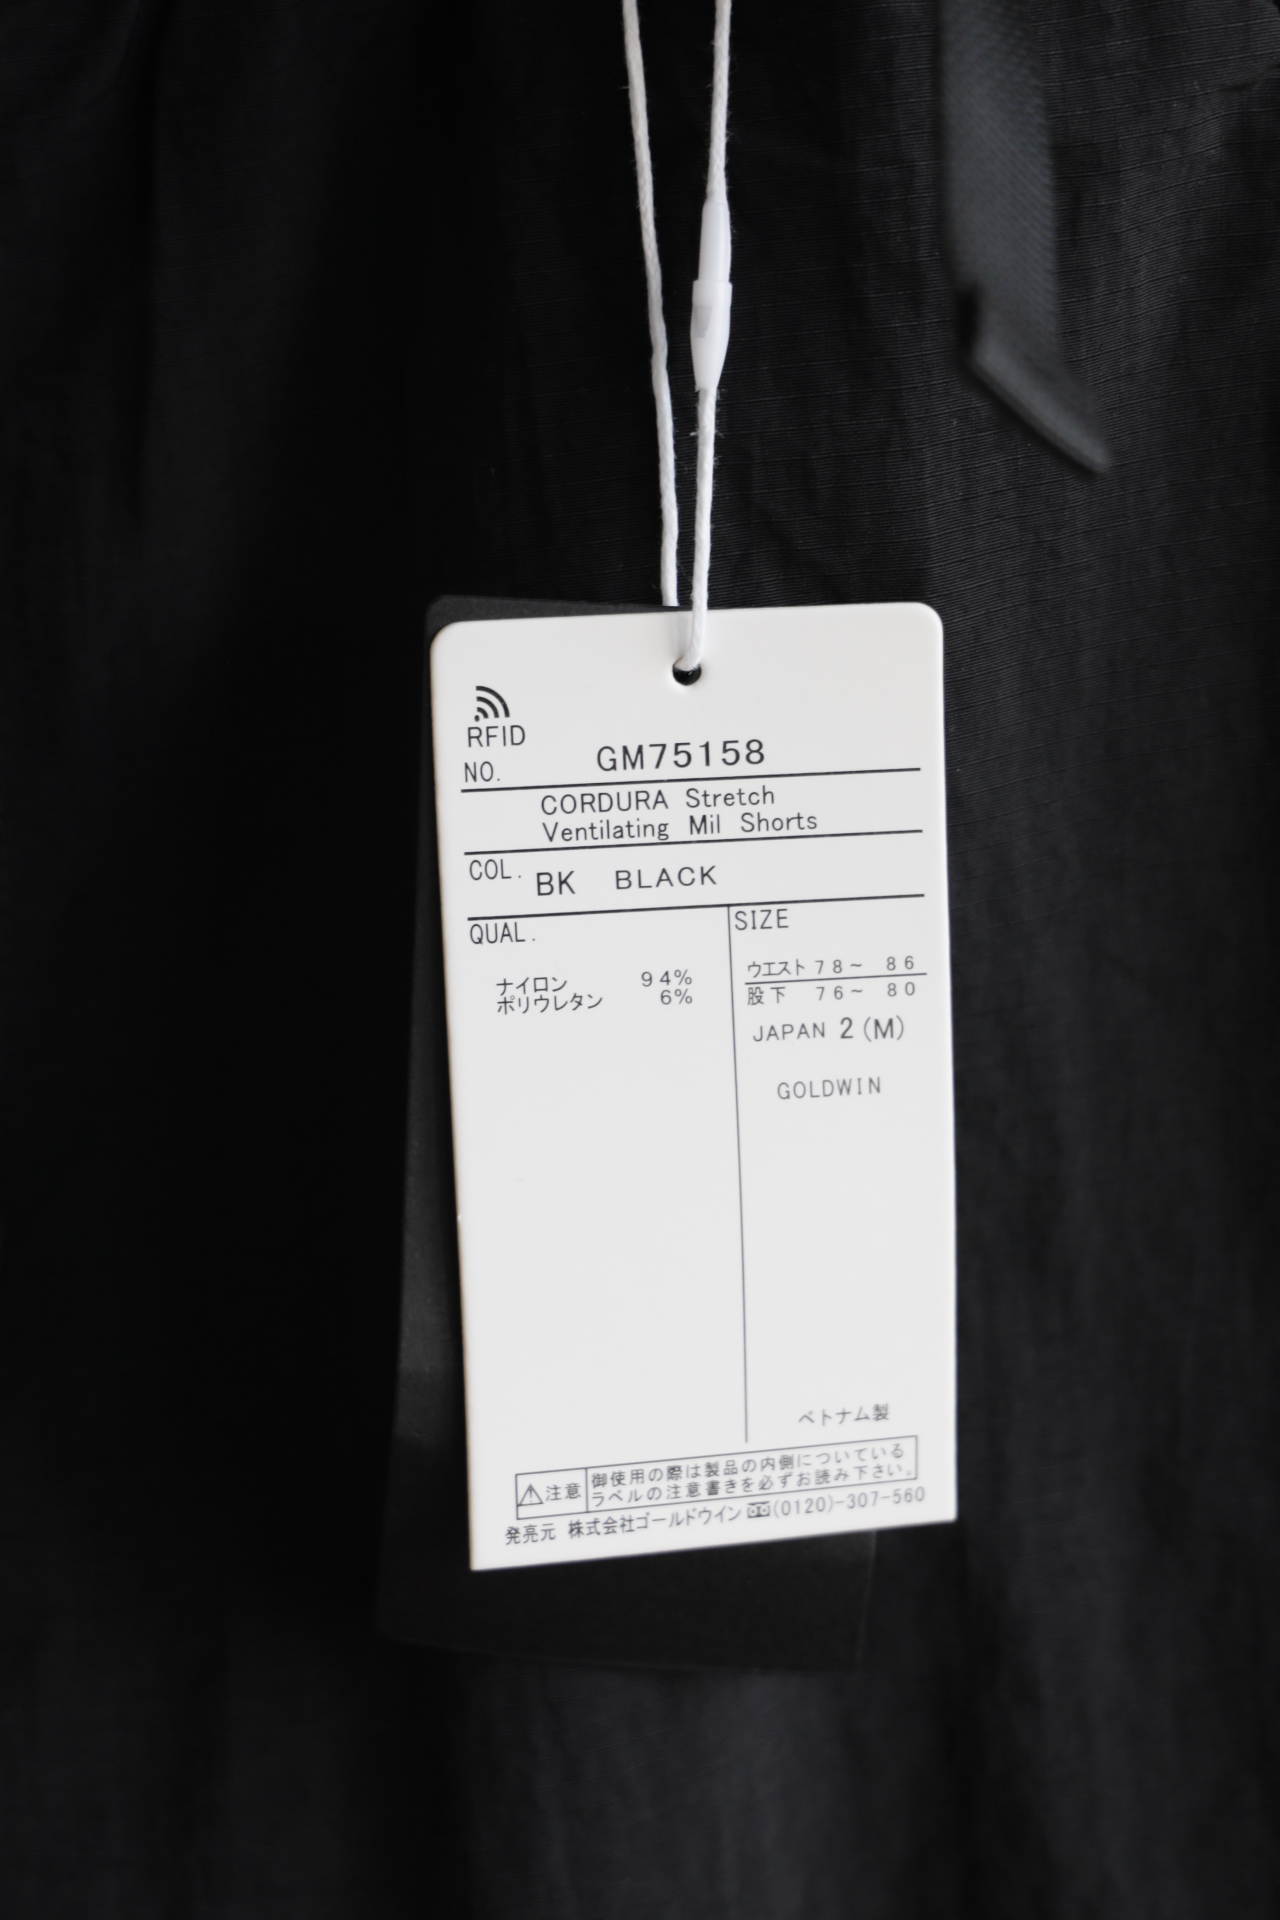 RFID
NO. GM75158
CORDURA Stretch
Ventilating Mil Shorts
COL. BK BLACK
QUAL.
ナイロン 94%
ポリウレタン 6%
SIZE
ウエスト 78~ 86
股下 76~ 80
JAPAN 2(M)
GOLDWIN
ベトナム製
注意
御使用の際は製品の内側についている
ラベルの注意書きを必ずお読み下さい。
発売元 株式会社ゴールドウイン (0120)-307-560